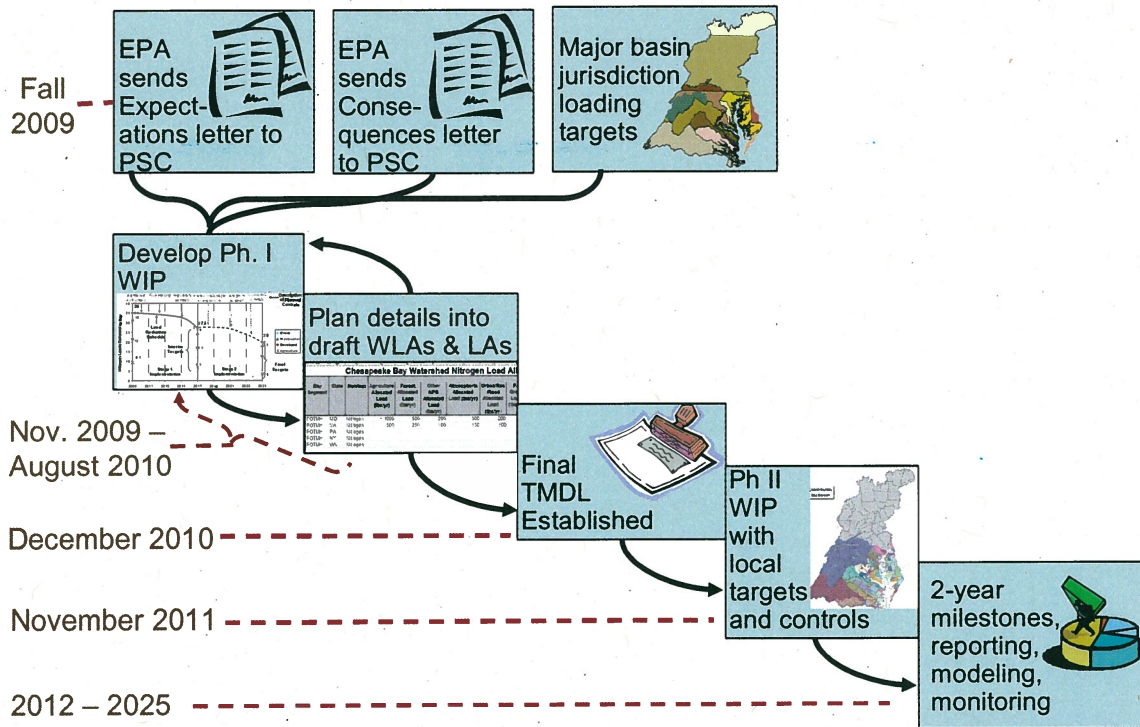 Fall
2009
EPA
sends
Expect-
ations letter to
PSC
EPA
sends
Conse-
quences letter
to PSC
Major basin
jurisdiction
loading
targets
Develop Ph. I
WIP
Plan details into
draft WLAs & LAs
Chesapeake Bay Watershed Nitrogen Load All
Nov. 2009 –
August 2010
Final
TMDL
Established
December 2010
Ph II
WIP
with
local
targets
and controls
November 2011
2-year
milestones,
reporting,
modeling,
monitoring
2012 – 2025